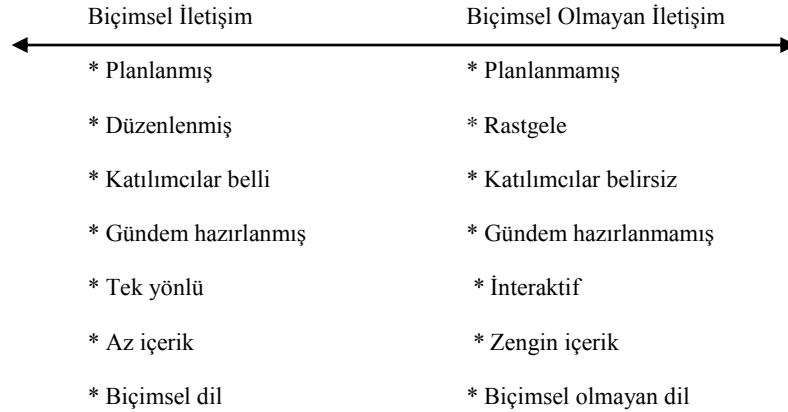 Biçimsel İletişim Biçimsel Olmayan İletişim
* Planlanmış * Planlanmamış
* Düzenlenmiş * Rastgele
* Katılımcılar belli * Katılımcılar belirsiz
* Gündem hazırlanmış * Gündem hazırlanmamış
* Tek yönlü * İnteraktif
* Az içerik * Zengin içerik
* Biçimsel dil * Biçimsel olmayan dil